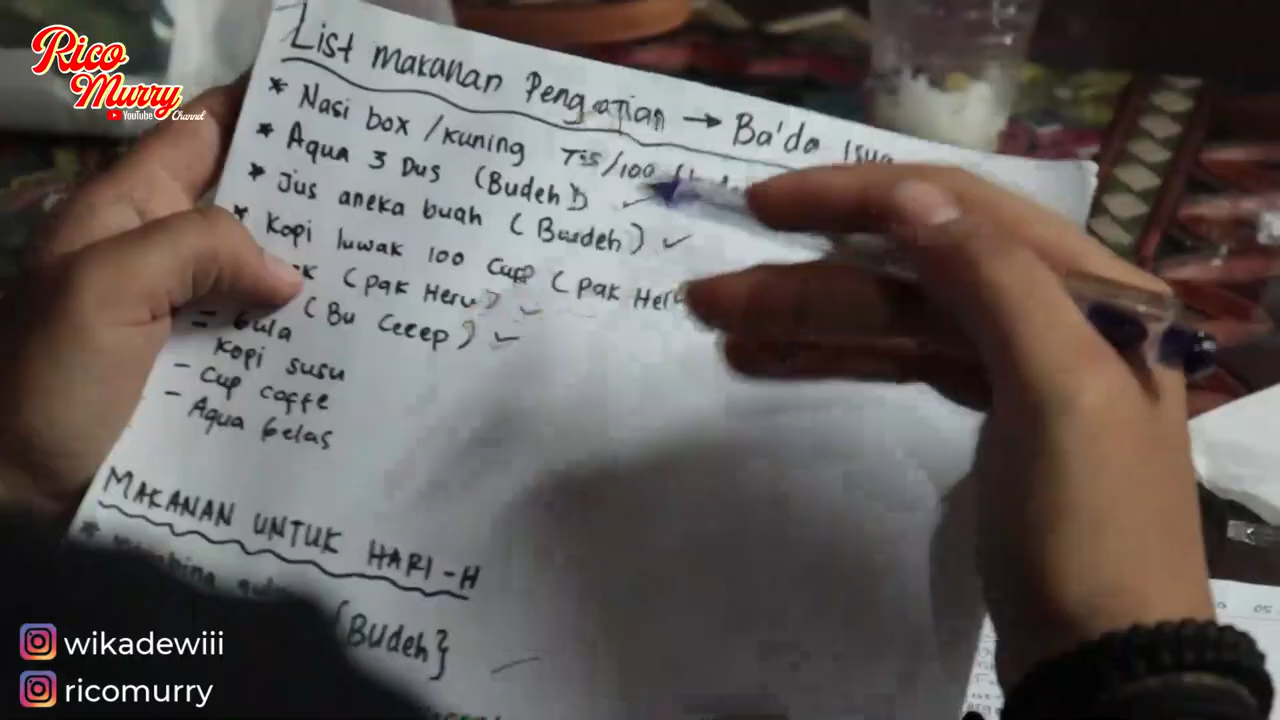 Rico
Murry
YouTube Channel
List Makanan Pengajian → Ba'da Isya
* Nasi box /kuning
* Aqua 3 Dus (Budeh) ✓
* Jus aneka buah (Budeh) ✓
* Kopi luwak 100 Cup (pak Heru
(pak Heru) ✓
(Bu Cecep) ✓
= Gula
Kopi susu
- Cup coffe
- Aqua Gelas
MAKANAN UNTUK HARI-H
{Budeh}
wikadewiii
ricomurry